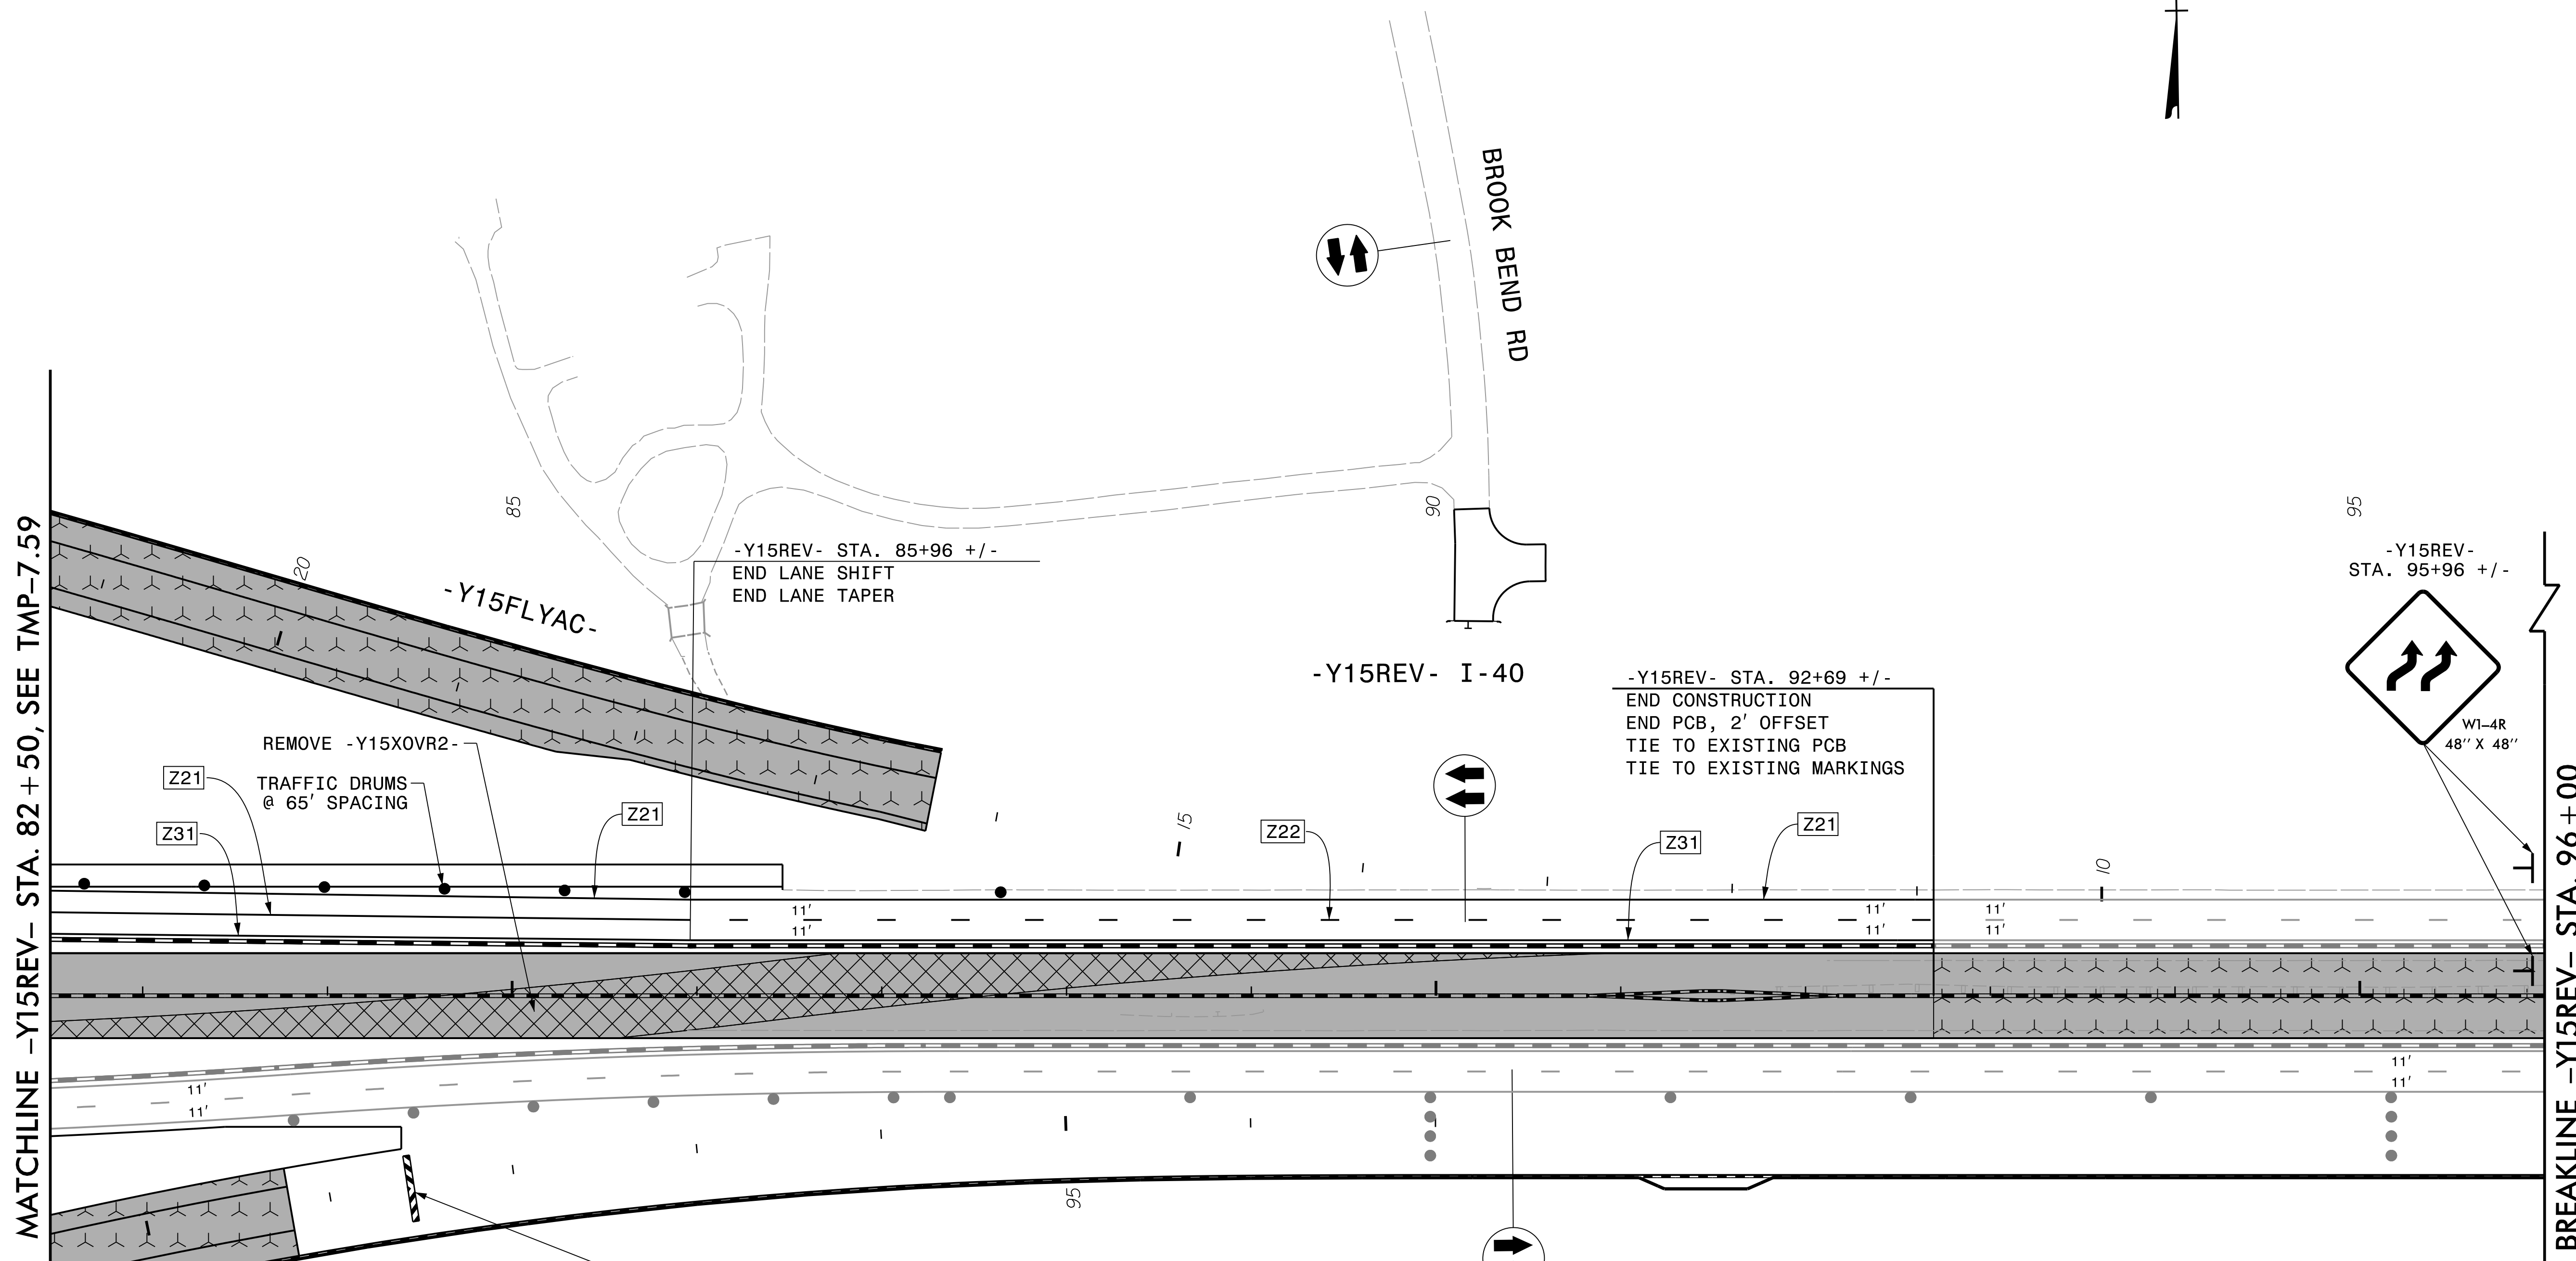 BROOK BEND RD
MATCHLINE -Y15REV- STA. 82+50, SEE TMP-7.59
85
90
95
20
-Y15FLYAC-
-Y15REV- STA. 85+96 +/-
END LANE SHIFT
END LANE TAPER
-Y15REV-
STA. 95+96 +/-
W1-4R
48'' X 48''
-Y15REV- I-40
-Y15REV- STA. 92+69 +/-
END CONSTRUCTION
END PCB, 2' OFFSET
TIE TO EXISTING PCB
TIE TO EXISTING MARKINGS
REMOVE -Y15XOVR2-
TRAFFIC DRUMS
@ 65' SPACING
Z21
Z31
Z21
Z22
Z31
Z21
15
10
11'
11'
11'
11'
11'
11'
11'
11'
11'
11'
95
BREAKLINE -Y15REV- STA. 96+00